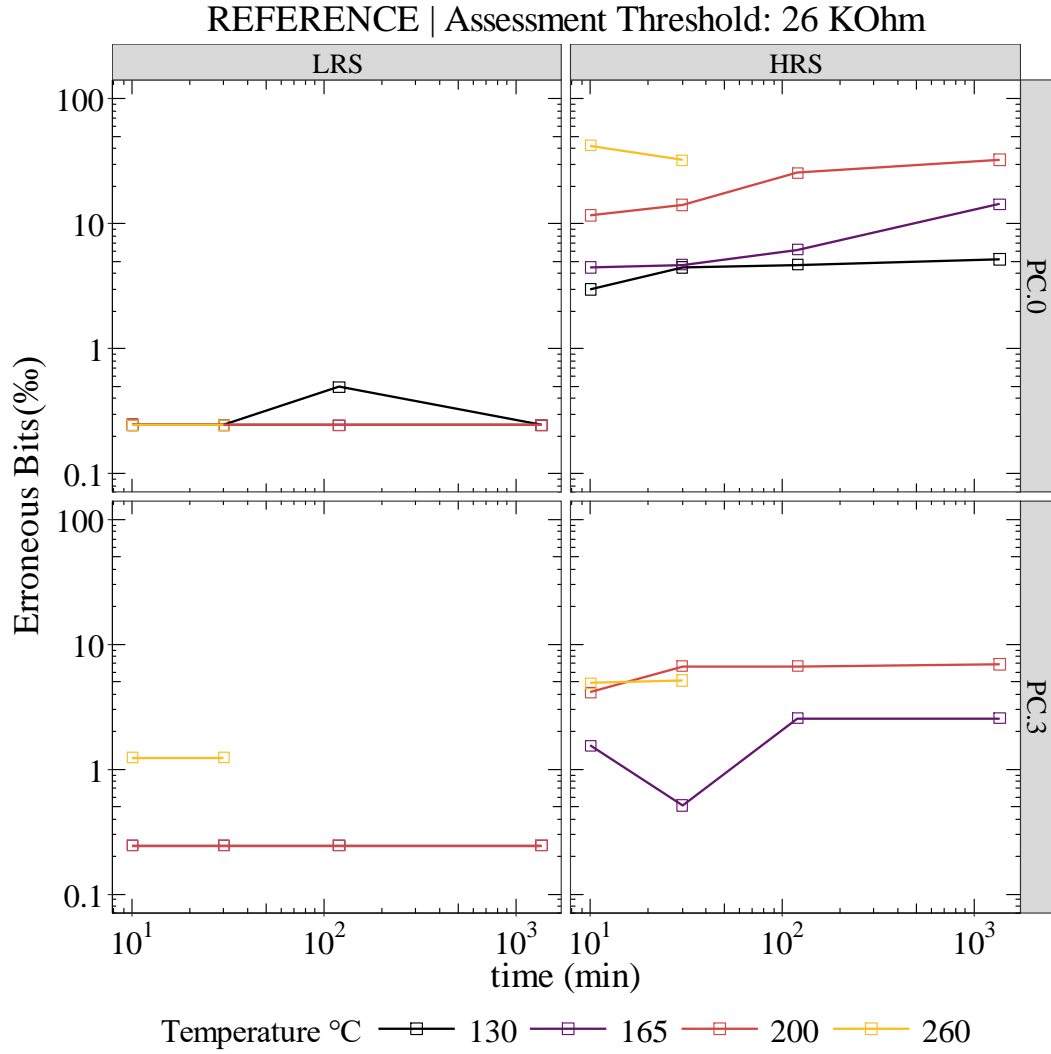 REFERENCE | Assessment Threshold: 26 KOhm
LRS
HRS
100
10
1
0.1
PC.0
Erroneous Bits(‰)
100
10
1
0.1
PC.3
10¹ 10² 10³
10¹ 10² 10³
time (min)
Temperature °C 130 165 200 260